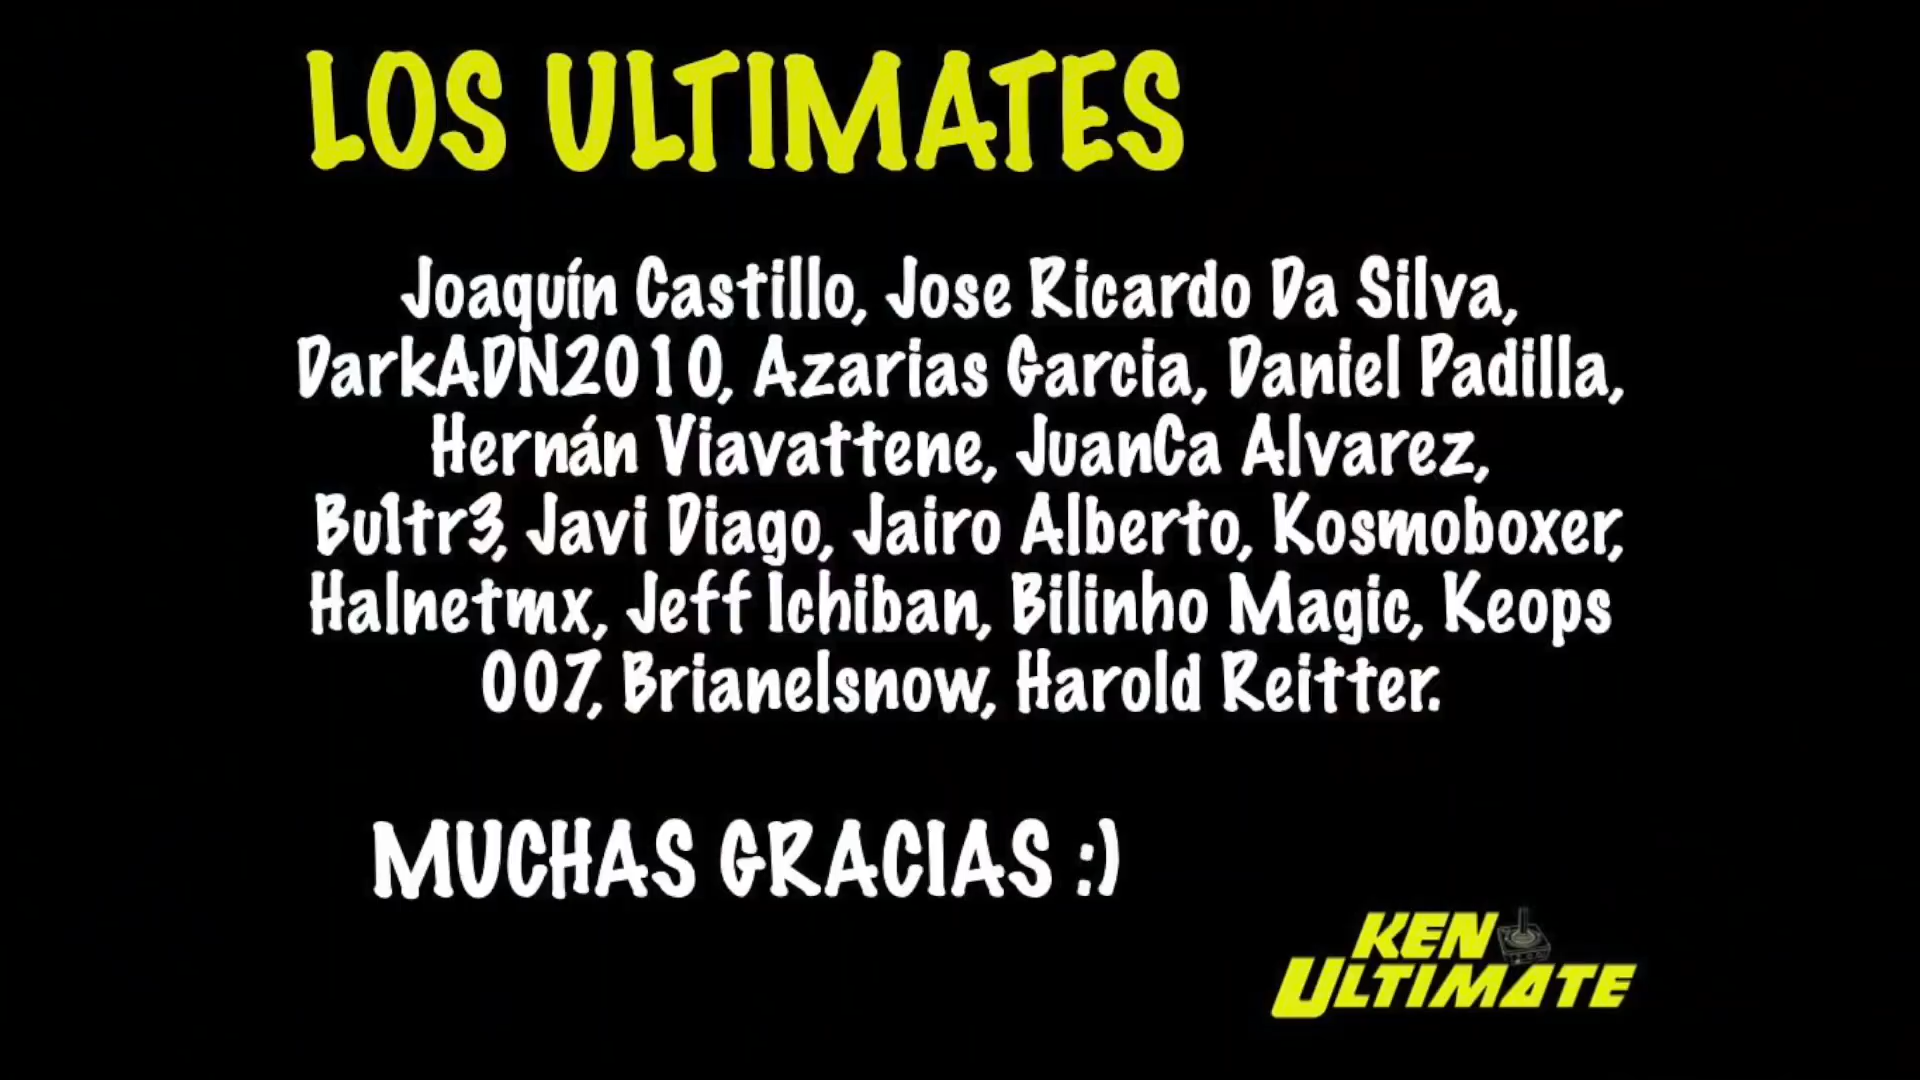 LOS ULTIMATES
Joaquín Castillo, Jose Ricardo Da Silva,
DarkADN2010, Azarias Garcia, Daniel Padilla,
Hernán Viavattene, JuanCa Alvarez,
Bu1tr3, Javi Diago, Jairo Alberto, Kosmoboxer,
Halnetmx, Jeff Ichiban, Bilinho Magic, Keops
007, Brianelsnow, Harold Reitter.
MUCHAS GRACIAS :)
KEN
ULTIMATE